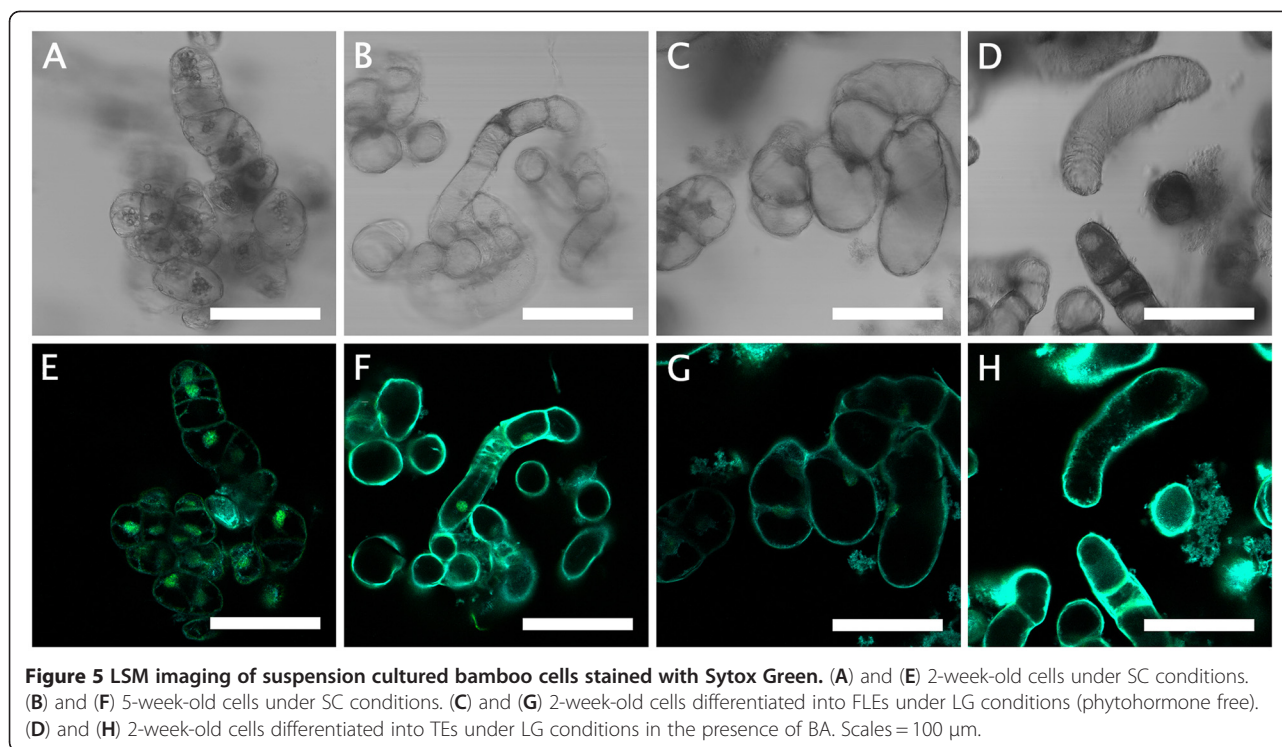 A B C D
E F G H
Figure 5 LSM imaging of suspension cultured bamboo cells stained with Sytox Green. (A) and (E) 2-week-old cells under SC conditions.
(B) and (F) 5-week-old cells under SC conditions. (C) and (G) 2-week-old cells differentiated into FLEs under LG conditions (phytohormone free).
(D) and (H) 2-week-old cells differentiated into TEs under LG conditions in the presence of BA. Scales = 100 μm.